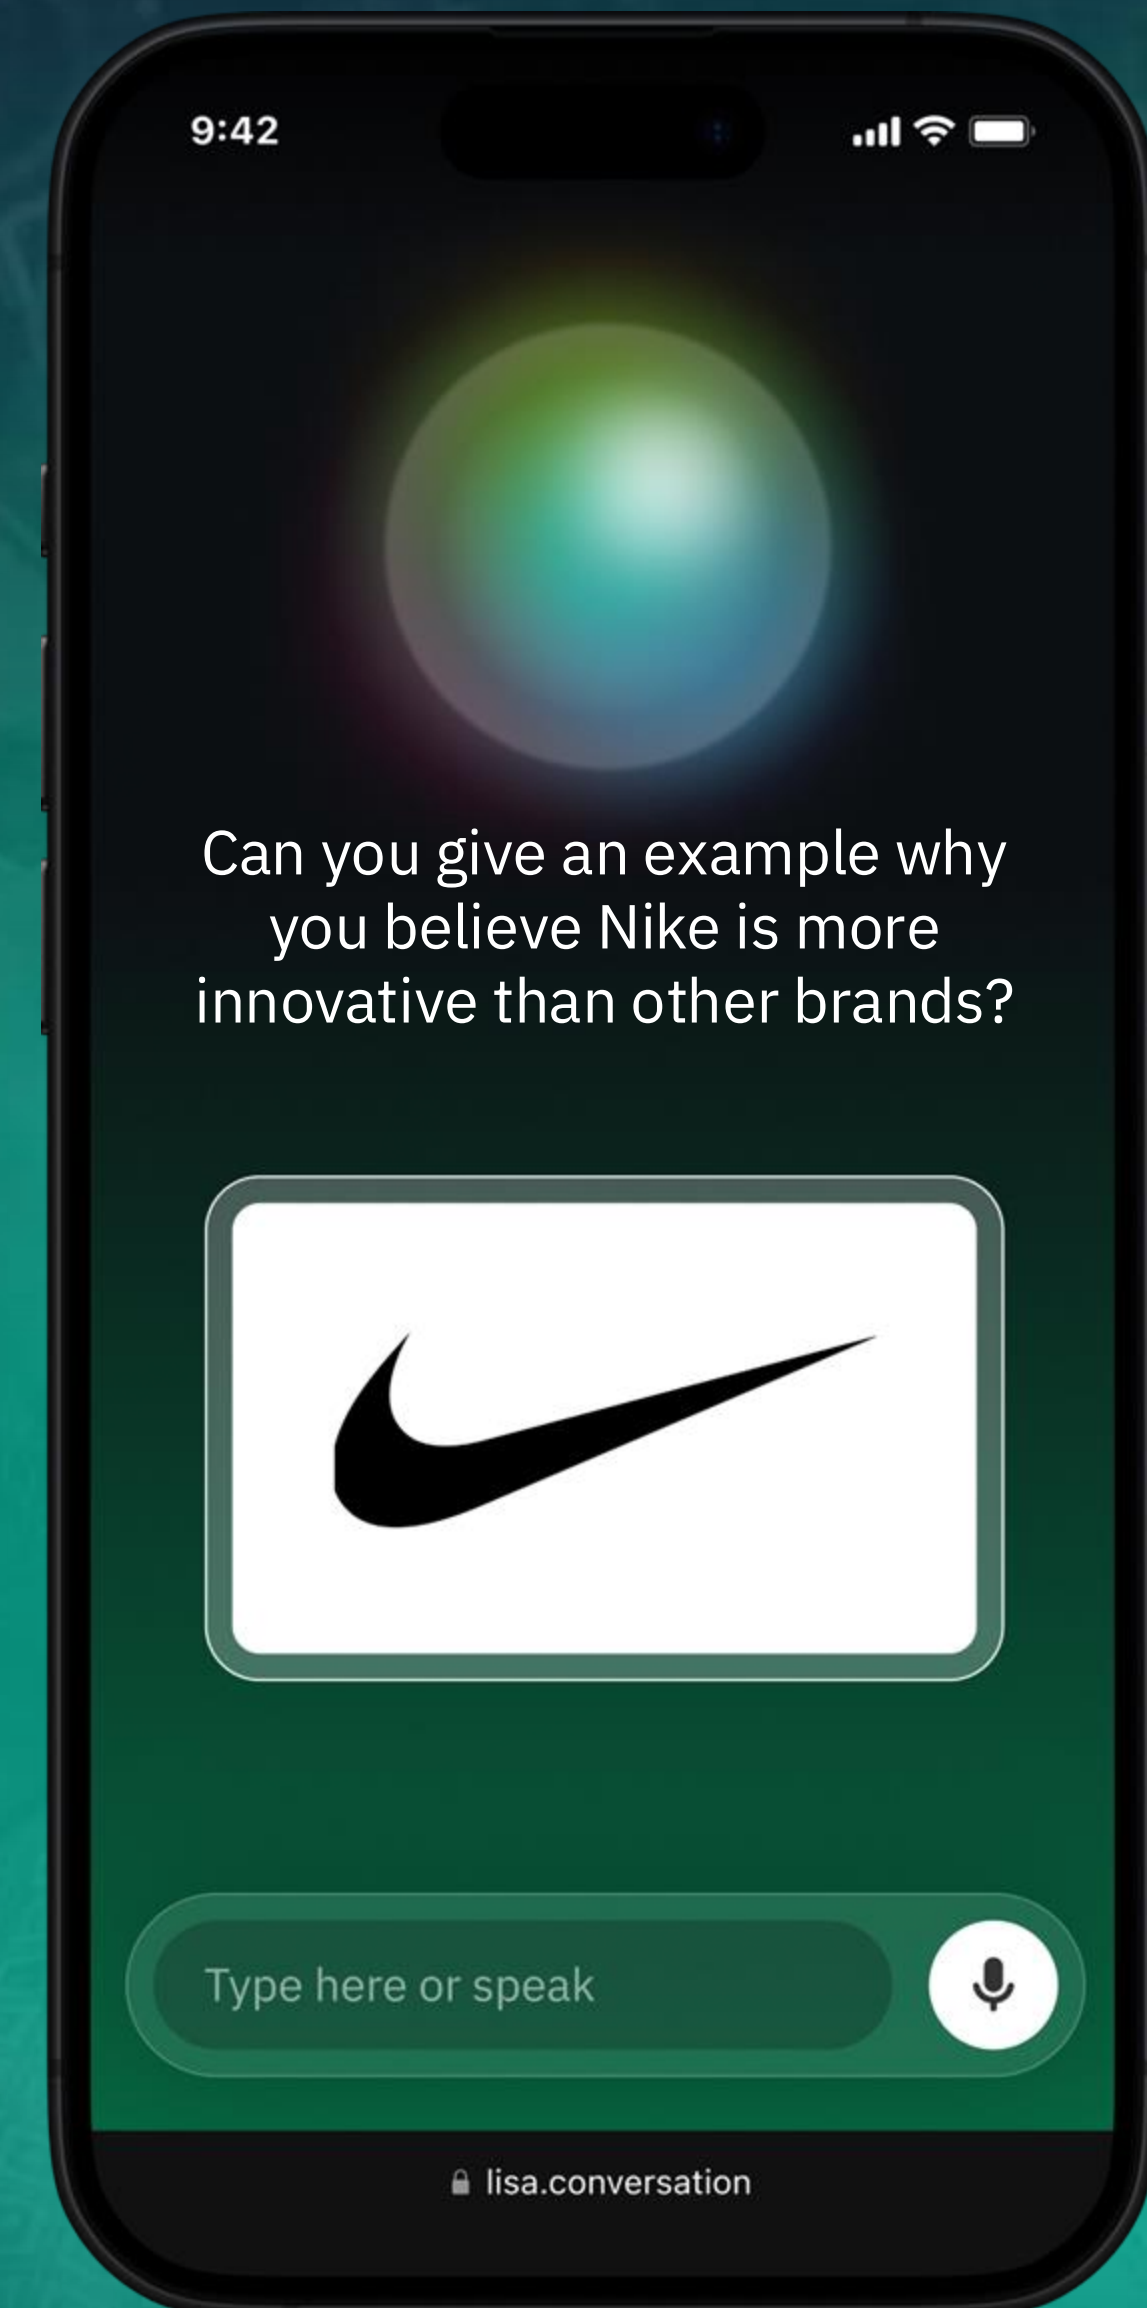 9:42
Can you give an example why
you believe Nike is more
innovative than other brands?
Type here or speak
lisa.conversation